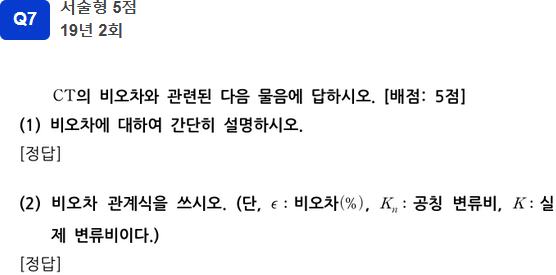 Q7
서술형 5점
19년 2회
CT의 비오차와 관련된 다음 물음에 답하시오. [배점: 5점]
(1) 비오차에 대하여 간단히 설명하시오.
[정답]
(2) 비오차 관계식을 쓰시오. (단, ϵ : 비오차(%), Kₙ : 공칭 변류비, K : 실
제 변류비이다.)
[정답]